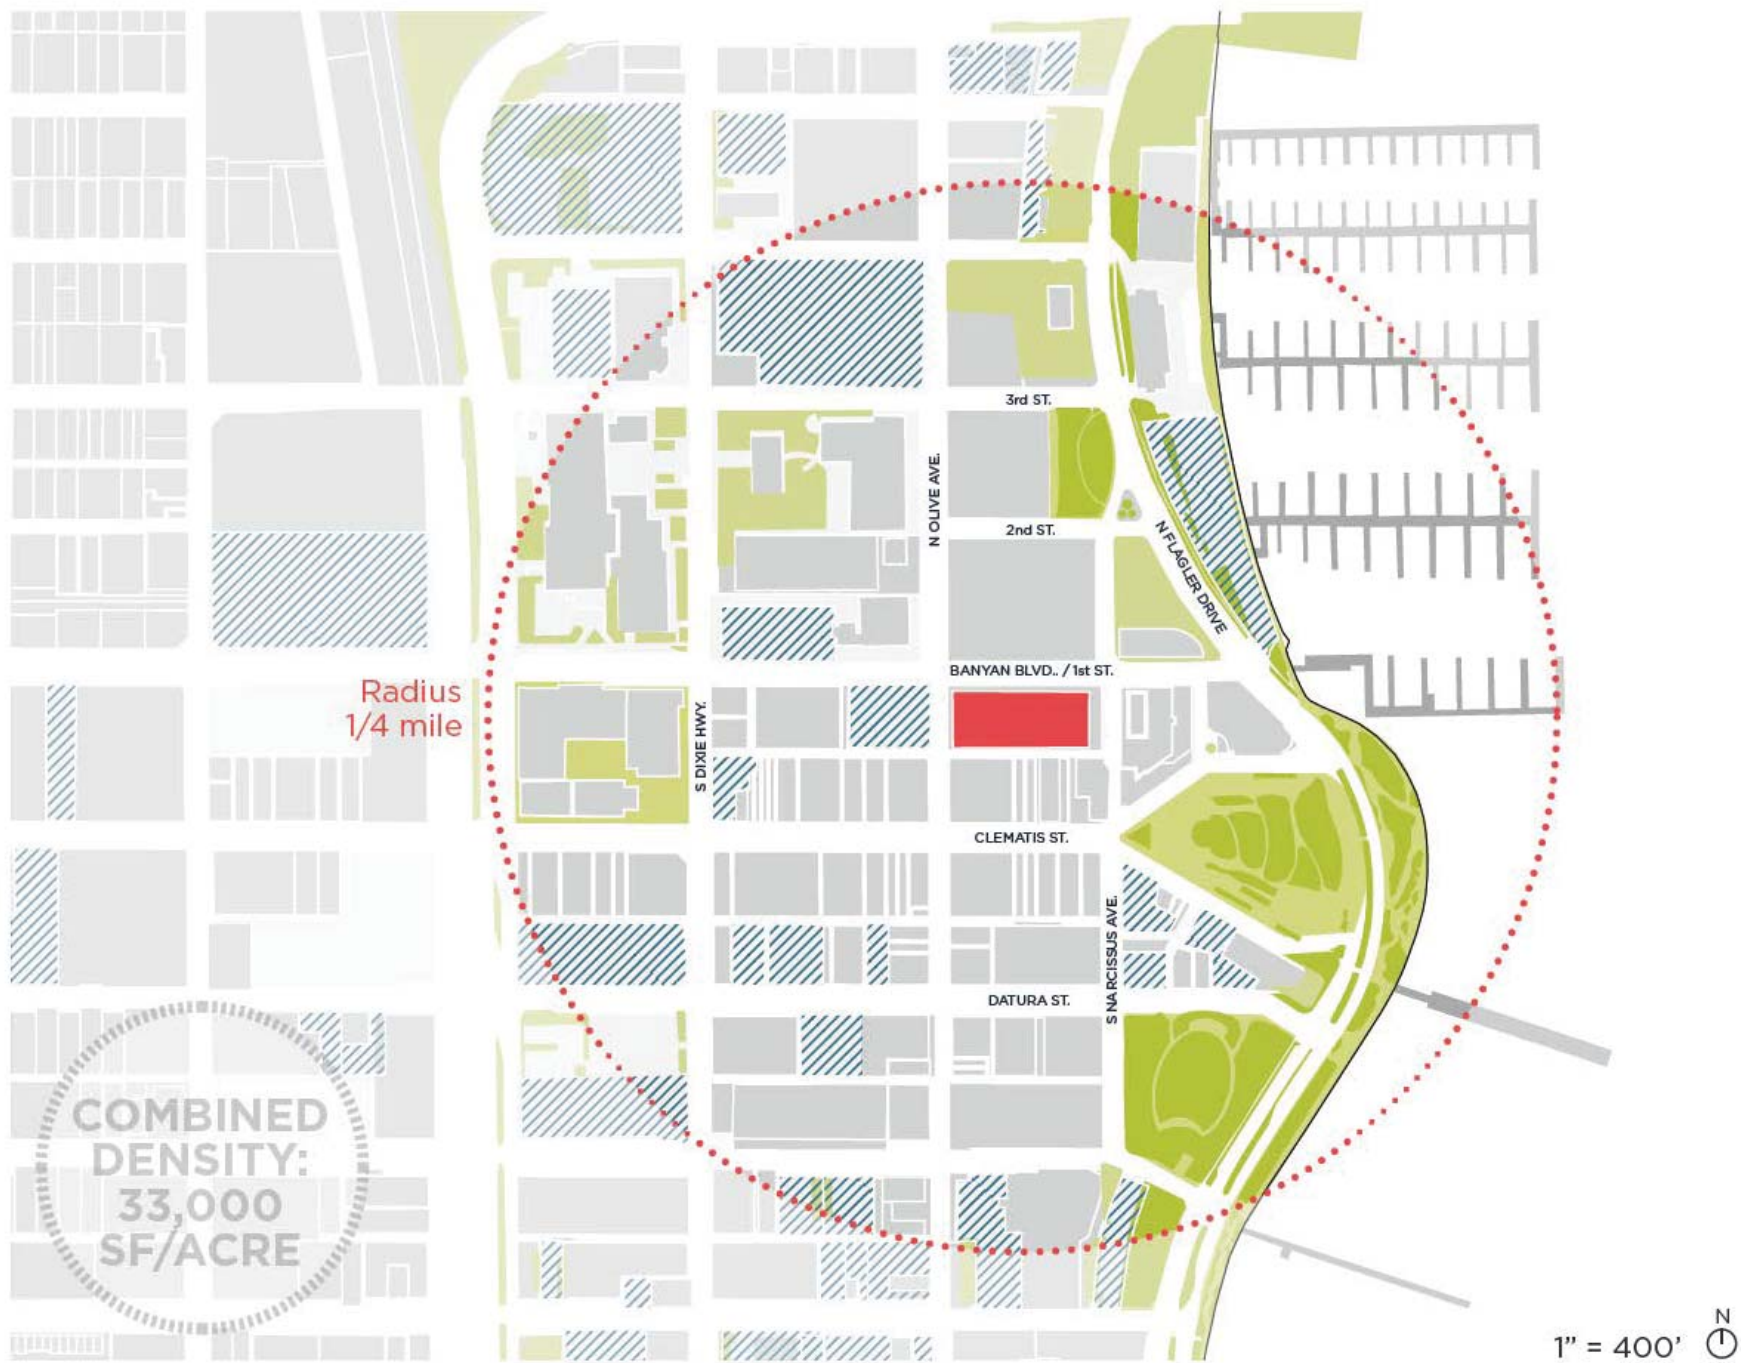 3rd ST.
N OLIVE AVE.
2nd ST.
N FLAGLER DRIVE
BANYAN BLVD.. / 1st ST.
Radius
1/4 mile
S DIXIE HWY.
CLEMATIS ST.
S NARCISSUS AVE.
DATURA ST.
COMBINED
DENSITY:
33,000
SF/ACRE
N
1” = 400’